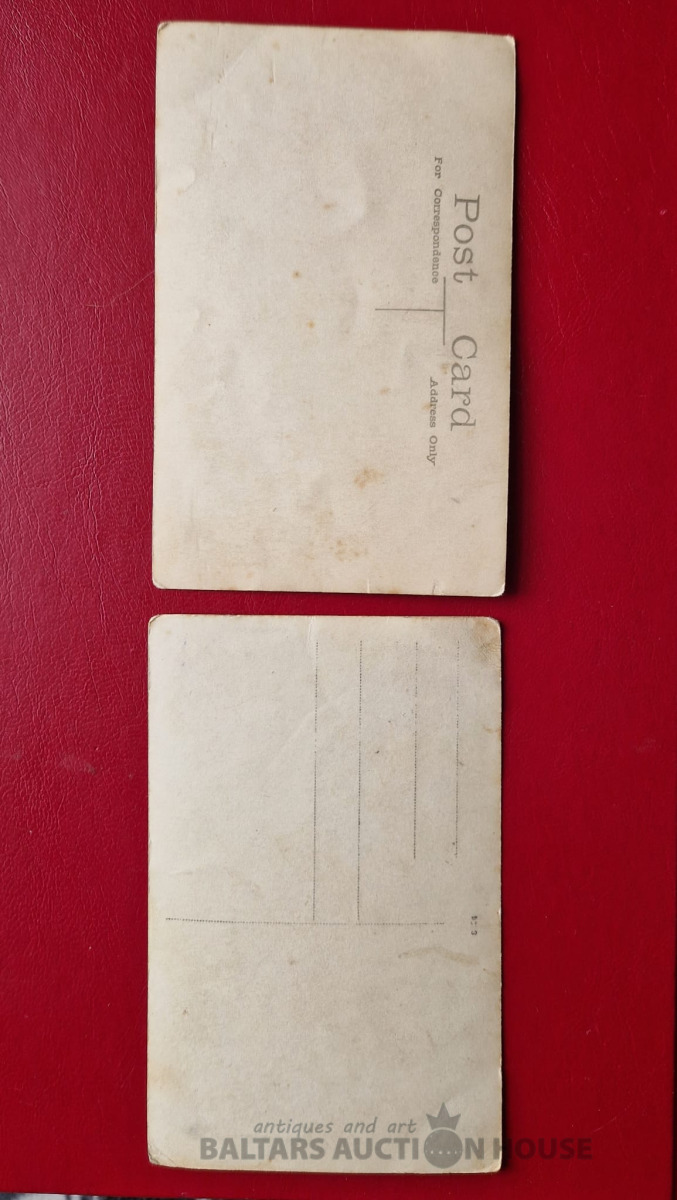 Post Card
For Correspondence
Address Only
antiques and art
BALTARS AUCTION HOUSE